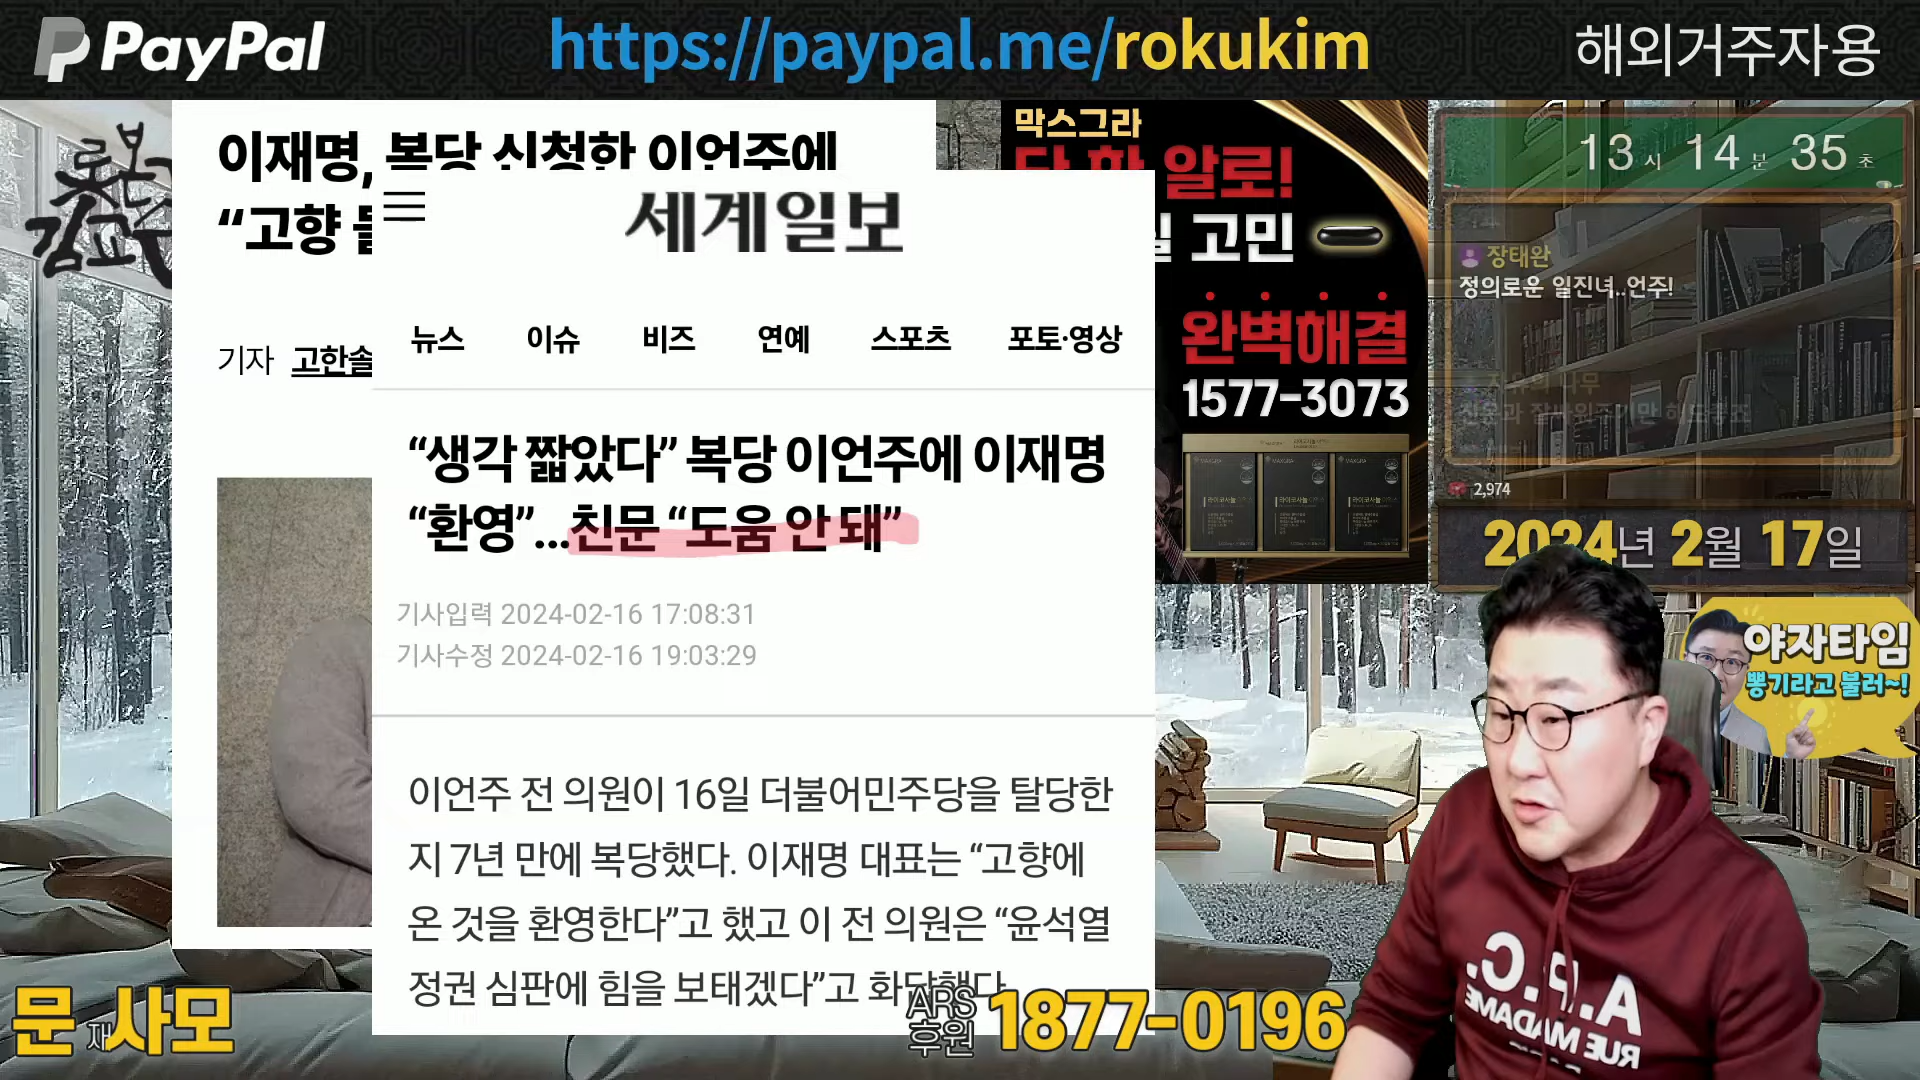 PayPal
https://paypal.me/rokukim
해외거주자용
이재명, 복당 신청한 이언주에
“고향
기자 고한솔
세계일보
뉴스 이슈 비즈 연예 스포츠 포토·영상
“생각 짧았다” 복당 이언주에 이재명
“환영”...친문 “도움 안 돼”
기사입력 2024-02-16 17:08:31
기사수정 2024-02-16 19:03:29
이언주 전 의원이 16일 더불어민주당을 탈당한
지 7년 만에 복당했다. 이재명 대표는 “고향에
온 것을 환영한다”고 했고 이 전 의원은 “윤석열
정권 심판에 힘을 보태겠다”고 화답했다
막스그라
단 한 알로!
고민
완벽해결
1577-3073
13시 14분 35초
장태완
정의로운 일진녀..언주!
자유의 나무
2,974
2024년 2월 17일
야자타임
뽕기라고 불러~!
A.P.C.
RUE MADAME
문재사모
ARS
후원
1877-0196